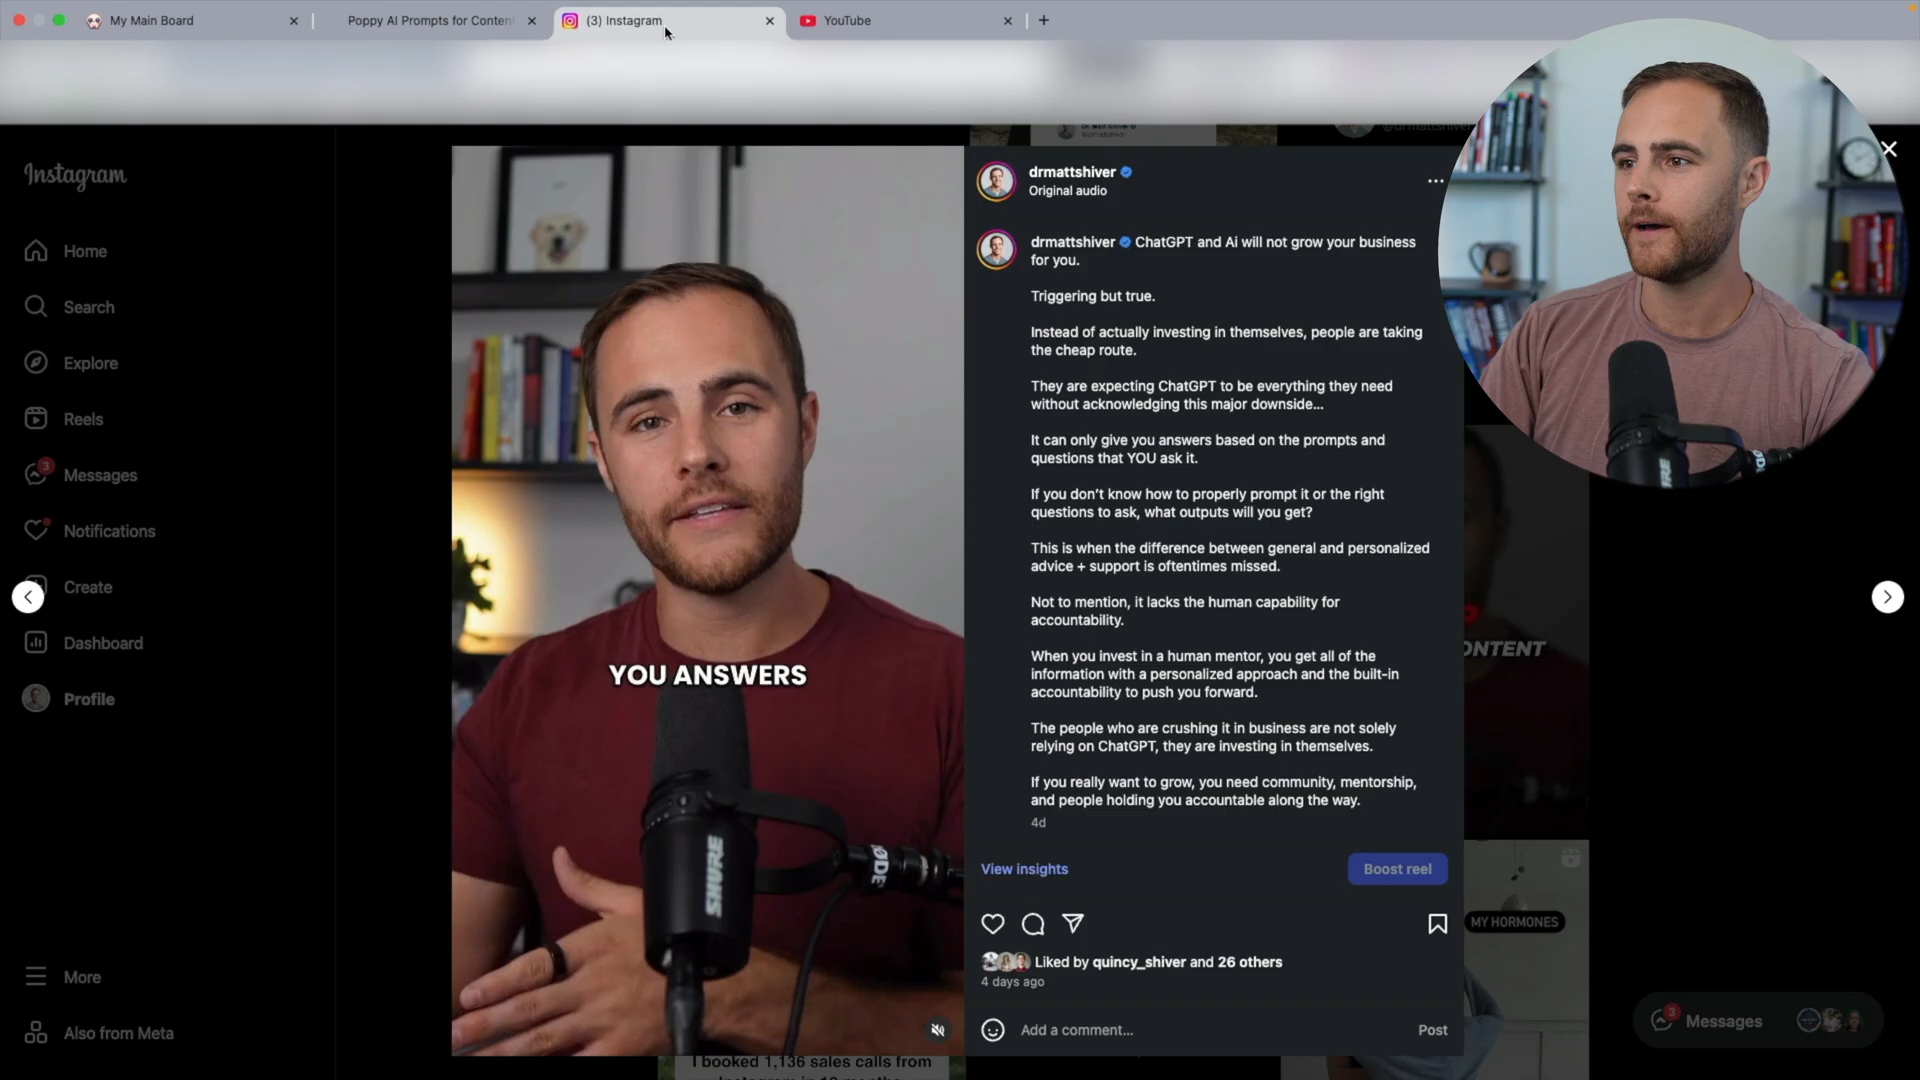 My Main Board
Poppy AI Prompts for Conten
(3) Instagram
YouTube
Instagram
Home
Search
Explore
Reels
3
Messages
Notifications
Create
Dashboard
Profile
More
Also from Meta
YOU ANSWERS
SHURE
RØDE
drmattshiver
Original audio
drmattshiver ChatGPT and Ai will not grow your business
for you.
Triggering but true.
Instead of actually investing in themselves, people are taking
the cheap route.
They are expecting ChatGPT to be everything they need
without acknowledging this major downside...
It can only give you answers based on the prompts and
questions that YOU ask it.
If you don't know how to properly prompt it or the right
questions to ask, what outputs will you get?
This is when the difference between general and personalized
advice + support is oftentimes missed.
Not to mention, it lacks the human capability for
accountability.
When you invest in a human mentor, you get all of the
information with a personalized approach and the built-in
accountability to push you forward.
The people who are crushing it in business are not solely
relying on ChatGPT, they are investing in themselves.
If you really want to grow, you need community, mentorship,
and people holding you accountable along the way.
4d
View insights
Boost reel
Liked by quincy_shiver and 26 others
4 days ago
Add a comment...
Post
@drmattshiver
ONTENT
MY HORMONES
3
Messages
I booked 1,136 sales calls from